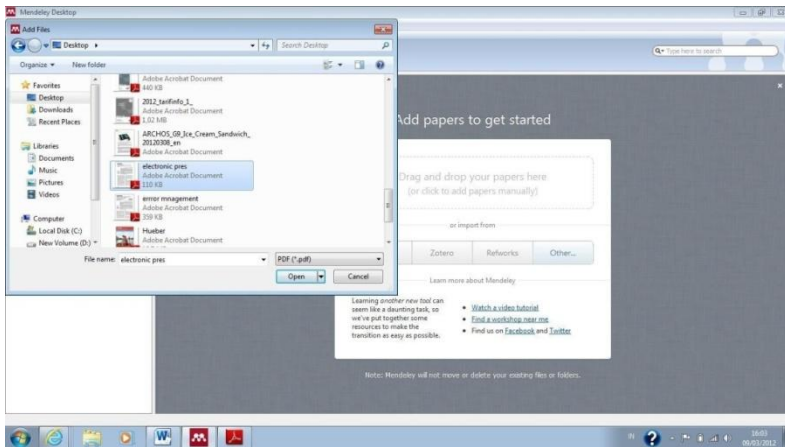 Mendeley Desktop
Add Files
Desktop
Search Desktop
Organize
New folder
Type here to search
Favorites
Desktop
Downloads
Recent Places
Libraries
Documents
Music
Pictures
Videos
Computer
Local Disk (C:)
New Volume (D:)
Adobe Acrobat Document
440 KB
2012_tarifinfo_1_
Adobe Acrobat Document
1,02 MB
ARCHOS_G9_Ice_Cream_Sandwich_
20120308_en
Adobe Acrobat Document
electronic pres
Adobe Acrobat Document
110 KB
error mnagement
Adobe Acrobat Document
359 KB
Hueber
Adobe Acrobat Document
File name: electronic pres
PDF (*.pdf)
Open
Cancel
Add papers to get started
Drag and drop your papers here
(or click to add papers manually)
or import from
Zotero
Refworks
Other...
Learn more about Mendeley
Learning another new tool can
seem like a daunting task, so
we've put together some
resources to make the
transition as easy as possible.
• Watch a video tutorial
• Find a workshop near me
• Find us on Facebook and Twitter
Note: Mendeley will not move or delete your existing files or folders.
IN
16:03
09/03/2012